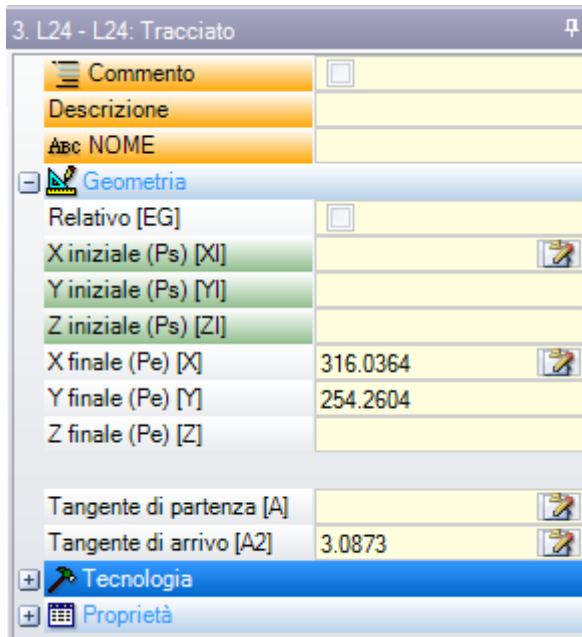 3. L24 - L24: Tracciato
Commento
Descrizione
ABC NOME
Geometria
Relativo [EG]
X iniziale (Ps) [XI]
Y iniziale (Ps) [YI]
Z iniziale (Ps) [ZI]
X finale (Pe) [X] 316.0364
Y finale (Pe) [Y] 254.2604
Z finale (Pe) [Z]
Tangente di partenza [A]
Tangente di arrivo [A2] 3.0873
Tecnologia
Proprietà